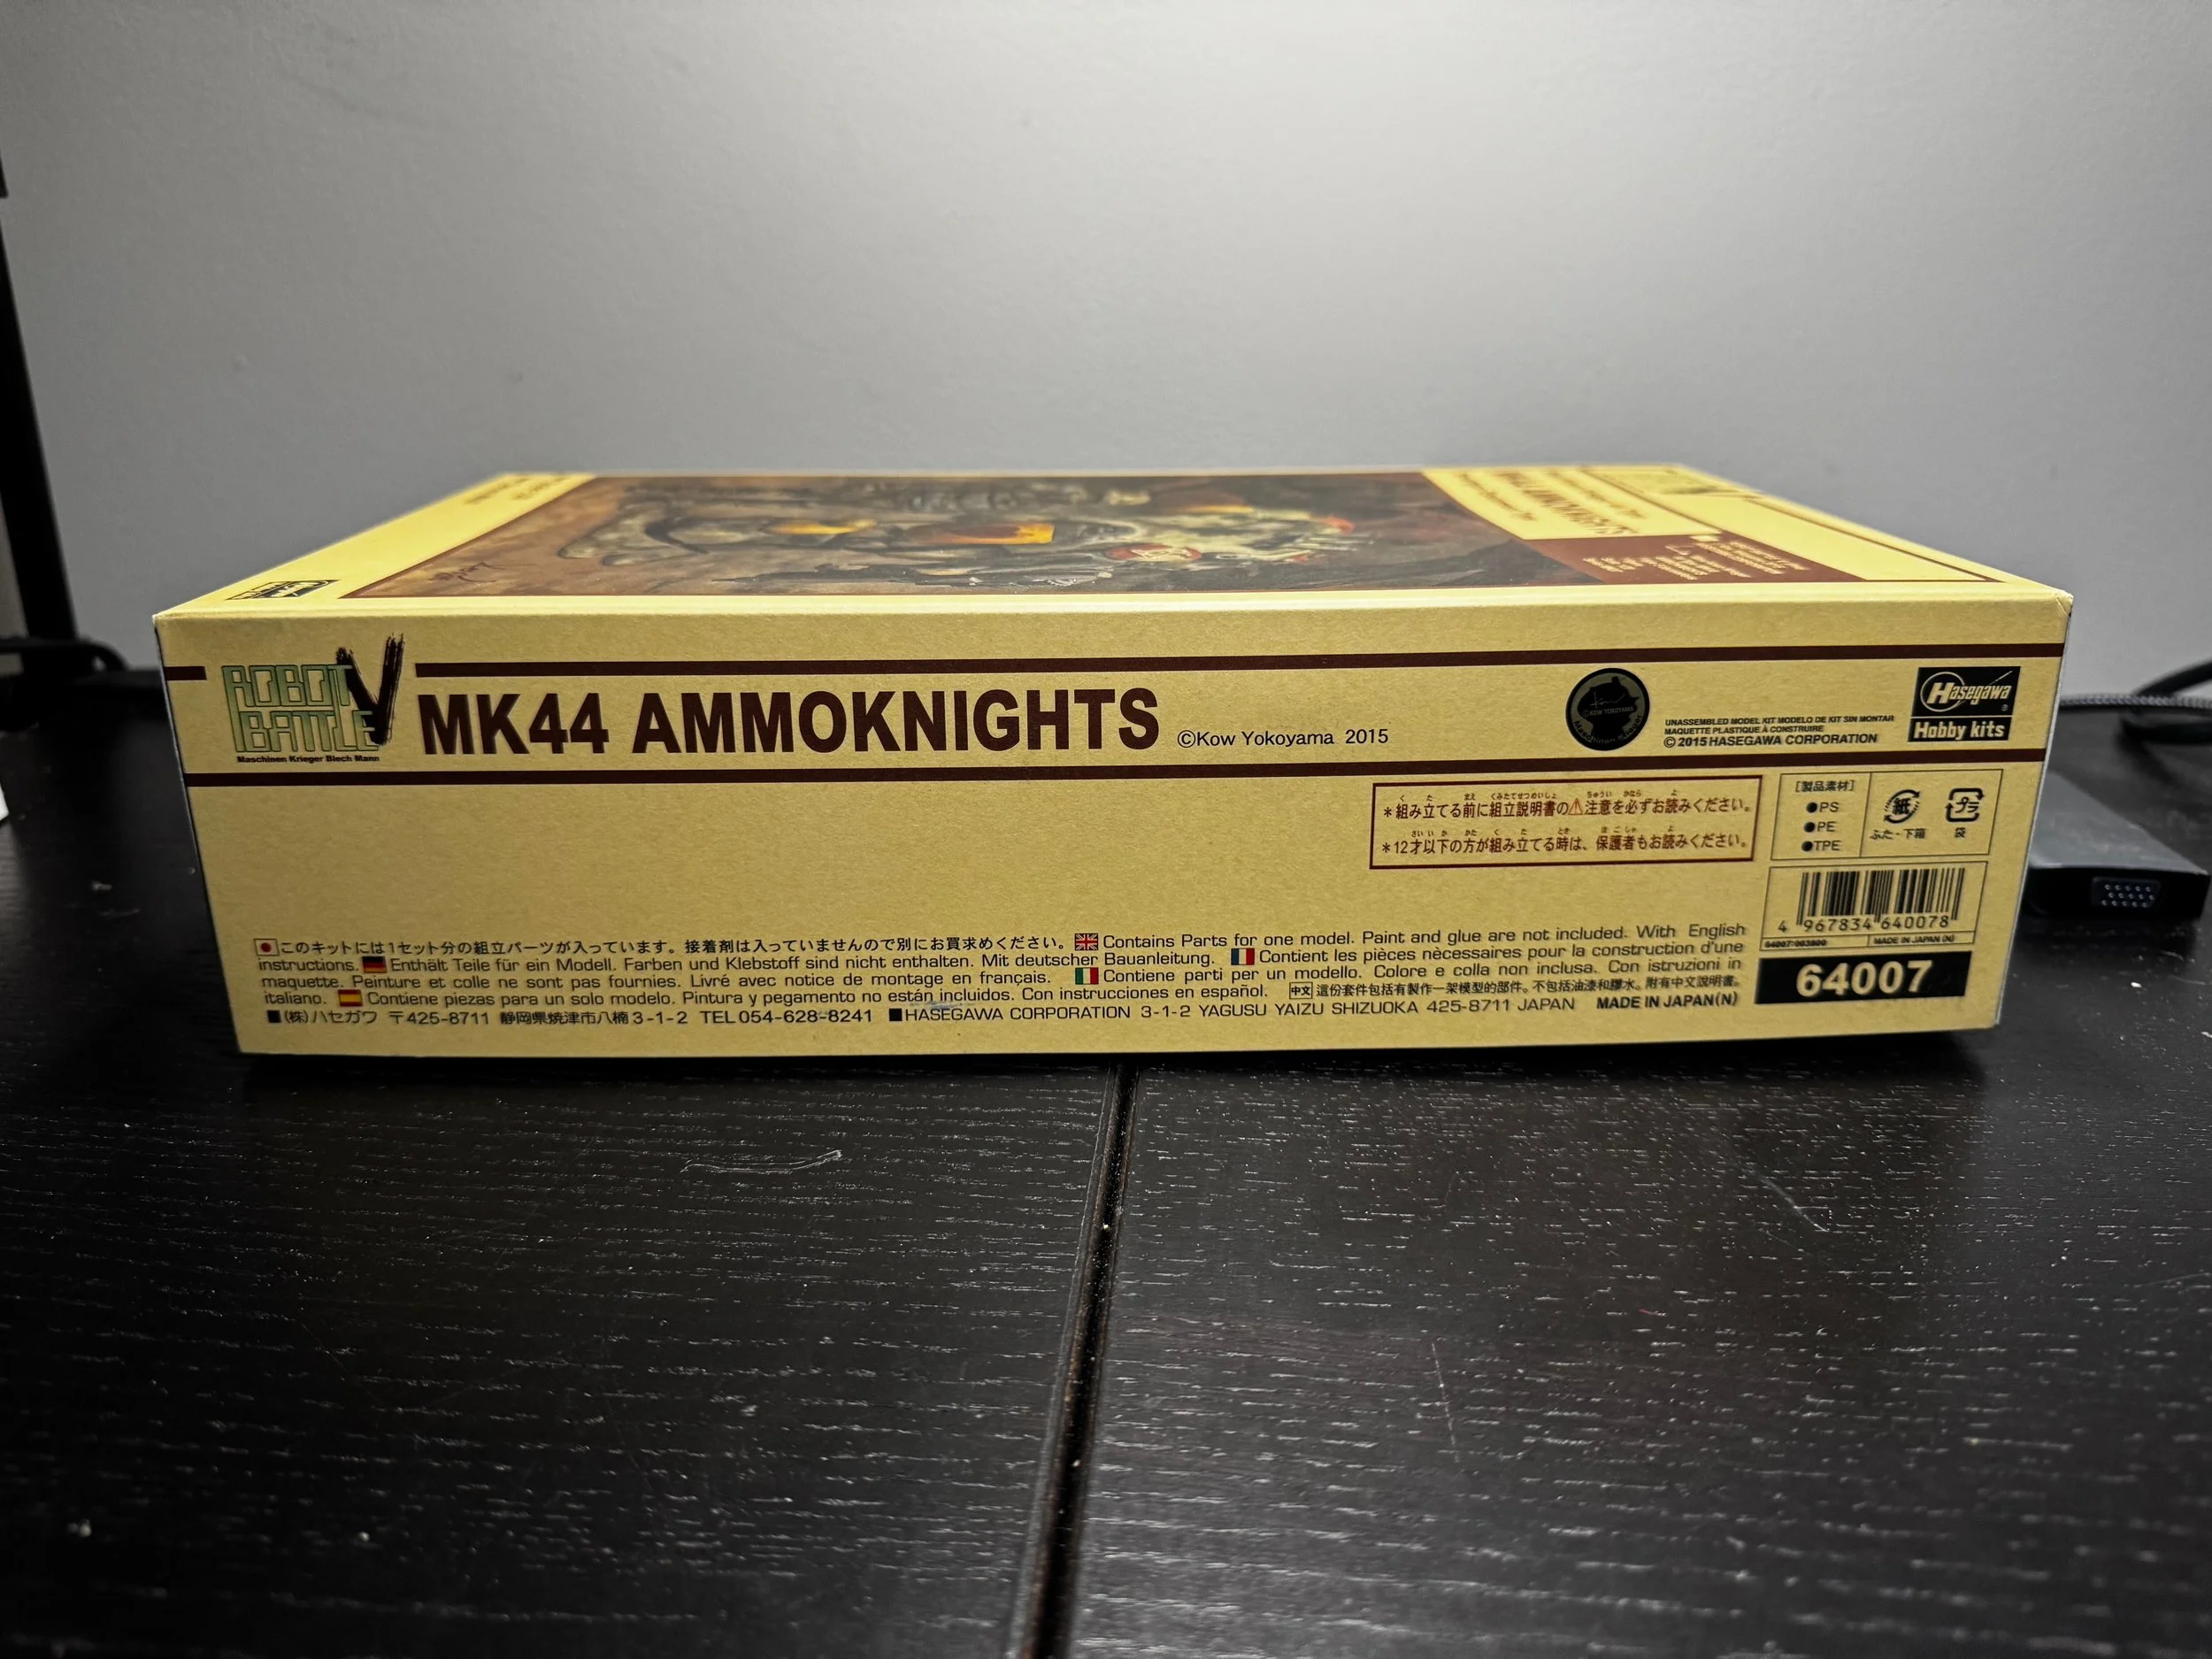 ROBOT
BATTLE V
Maschinen Krieger Blech Mann
MK44 AMMOKNIGHTS
©Kow Yokoyama 2015
UNASSEMBLED MODEL KIT MODELO DE KIT SIN MONTAR
MAQUETTE PLASTIQUE À CONSTRUIRE
© 2015 HASEGAWA CORPORATION
Hasegawa
Hobby kits
*組み立てる前に組立説明書の⚠注意を必ずお読みください。
*12才以下の方が組み立てる時は、保護者もお読みください。
[製品素材]
●PS
●PE
●TPE
紙
ふた・下箱
プラ
袋
4 967834 640078
MADE IN JAPAN (N)
64007
このキットには1セット分の組立パーツが入っています。接着剤は入っていませんので別にお買求めください。 Contains Parts for one model. Paint and glue are not included. With English
instructions. Enthält Teile für ein Modell. Farben und Klebstoff sind nicht enthalten. Mit deutscher Bauanleitung. Contient les pièces nècessaires pour la construction d'une
maquette. Peinture et colle ne sont pas fournies. Livré avec notice de montage en français. Contiene parti per un modello. Colore e colla non inclusa. Con istruzioni in
italiano. Contiene piezas para un solo modelo. Pintura y pegamento no están incluidos. Con instrucciones en español. 中文 這份套件包括有製作一架模型的部件。不包括油漆和膠水。附有中文說明書。
■(株)ハセガワ 〒425-8711 静岡県焼津市八楠3-1-2 TEL 054-628-8241 ■HASEGAWA CORPORATION 3-1-2 YAGUSU YAIZU SHIZUOKA 425-8711 JAPAN MADE IN JAPAN(N)